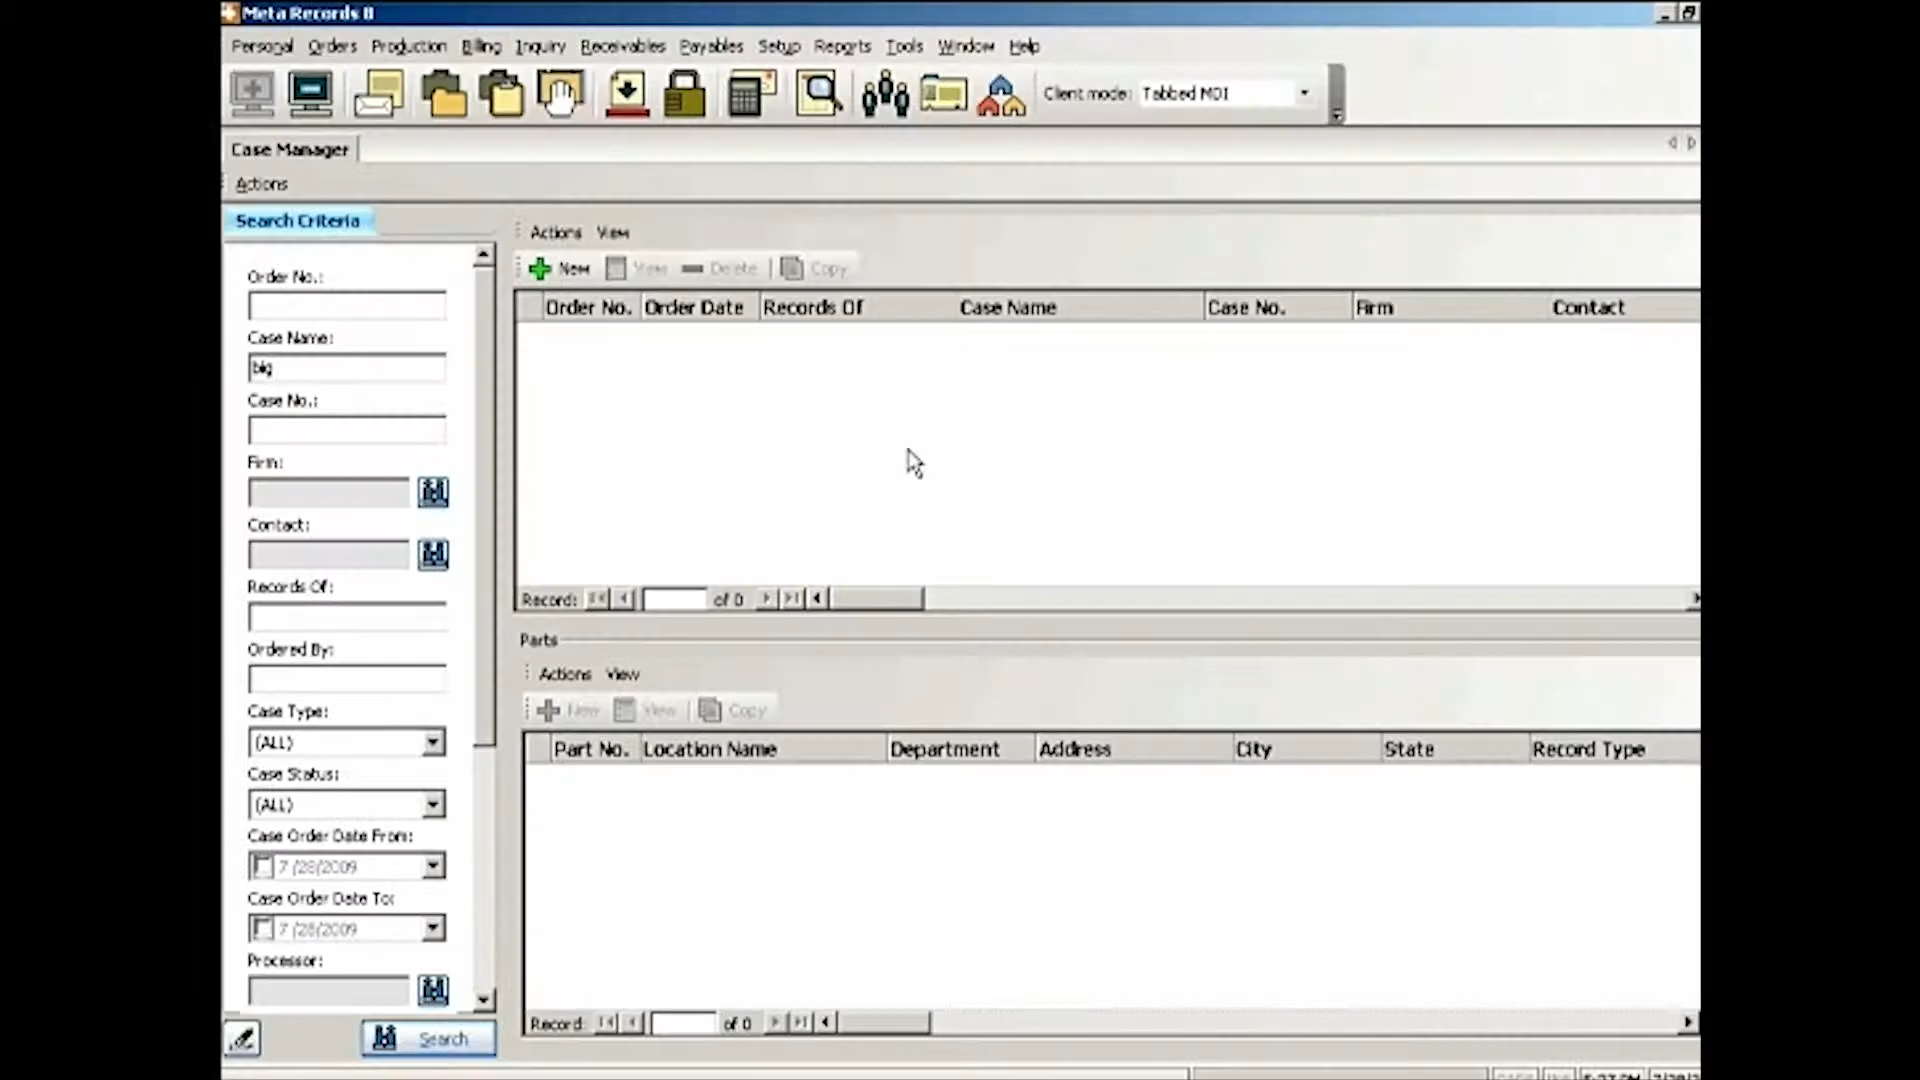 Meta Records 8
Personal Orders Production Billing Inquiry Receivables Payables Setup Reports Tools Window Help
Client mode: Tabbed MDI
Case Manager
Actions
Search Criteria
Order No.:
Case Name:
big
Case No.:
Firm:
Contact:
Records Of:
Ordered By:
Case Type:
(ALL)
Case Status:
(ALL)
Case Order Date From:
7 /28/2009
Case Order Date To:
7 /28/2009
Processor:
Search
Actions View
New View Delete Copy
Order No. Order Date Records Of Case Name Case No. Firm Contact
Record: of 0
Parts
Actions View
New View Copy
Part No. Location Name Department Address City State Record Type
Record: of 0